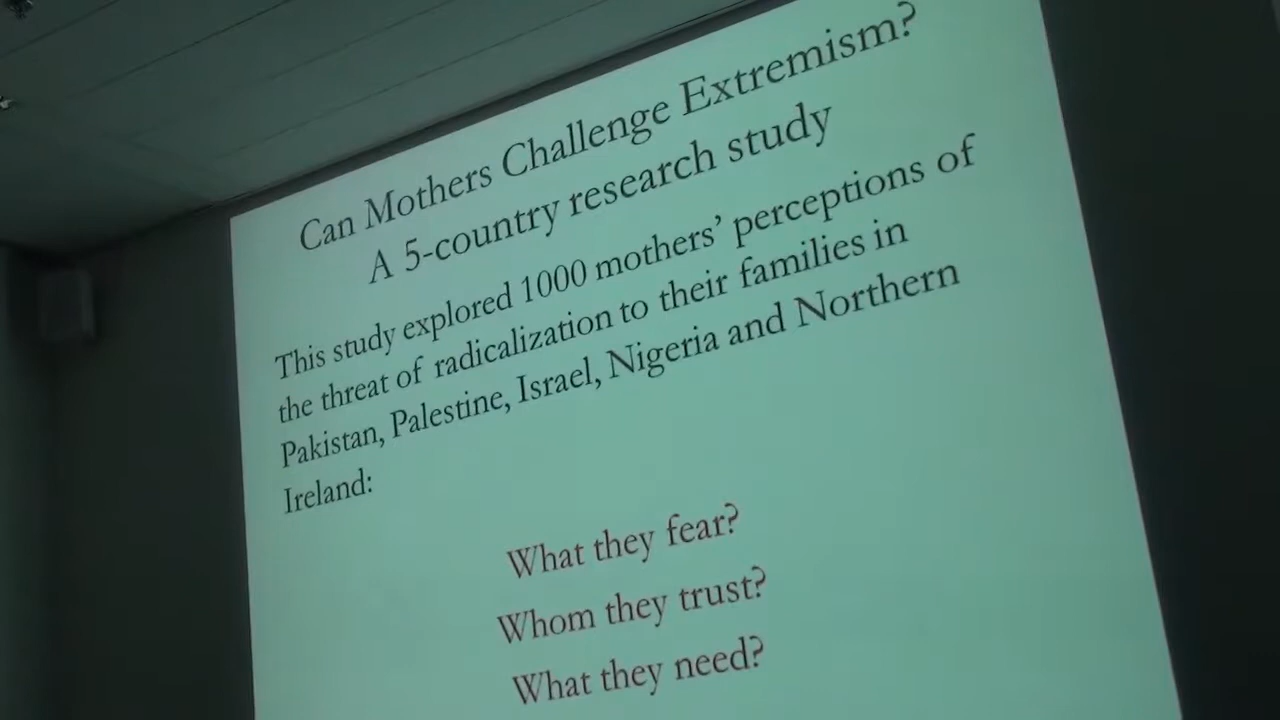 Can Mothers Challenge Extremism?
A 5-country research study
This study explored 1000 mothers’ perceptions of
the threat of radicalization to their families in
Pakistan, Palestine, Israel, Nigeria and Northern
Ireland:
What they fear?
Whom they trust?
What they need?